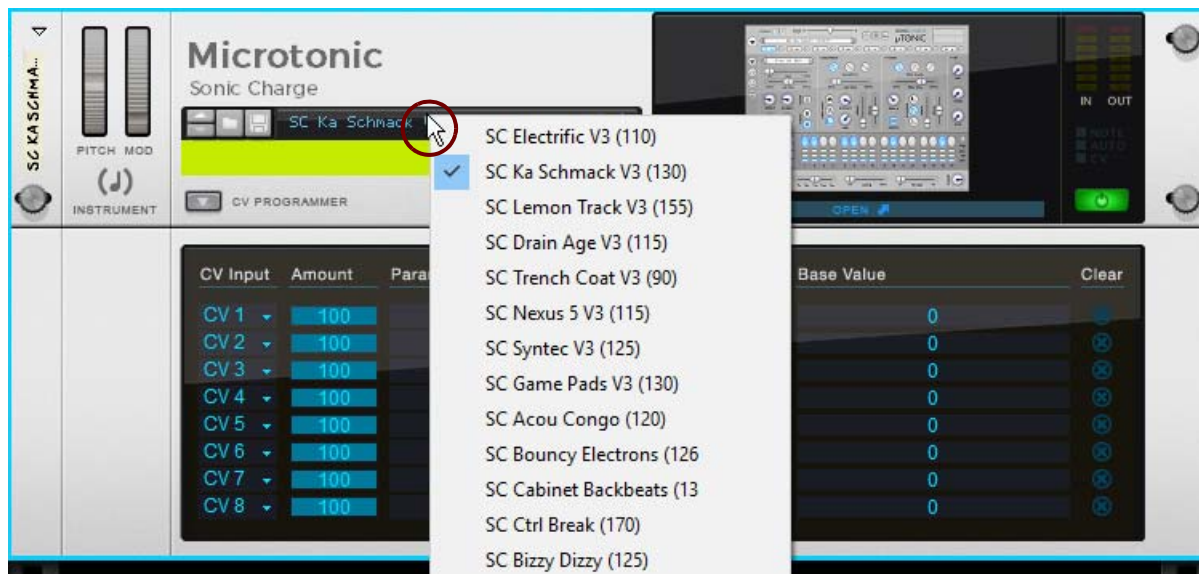 SC KA SCHMA...
PITCH MOD
INSTRUMENT
Microtonic
Sonic Charge
SC Ka Schmack
CV PROGRAMMER
µTONIC
OPEN
IN OUT
NOTE
AUTO
CV
SC Electrific V3 (110)
SC Ka Schmack V3 (130)
SC Lemon Track V3 (155)
SC Drain Age V3 (115)
SC Trench Coat V3 (90)
SC Nexus 5 V3 (115)
SC Syntec V3 (125)
SC Game Pads V3 (130)
SC Acou Congo (120)
SC Bouncy Electrons (126
SC Cabinet Backbeats (13
SC Ctrl Break (170)
SC Bizzy Dizzy (125)
CV Input Amount Para Base Value Clear
CV 1 100 0
CV 2 100 0
CV 3 100 0
CV 4 100 0
CV 5 100 0
CV 6 100 0
CV 7 100 0
CV 8 100 0